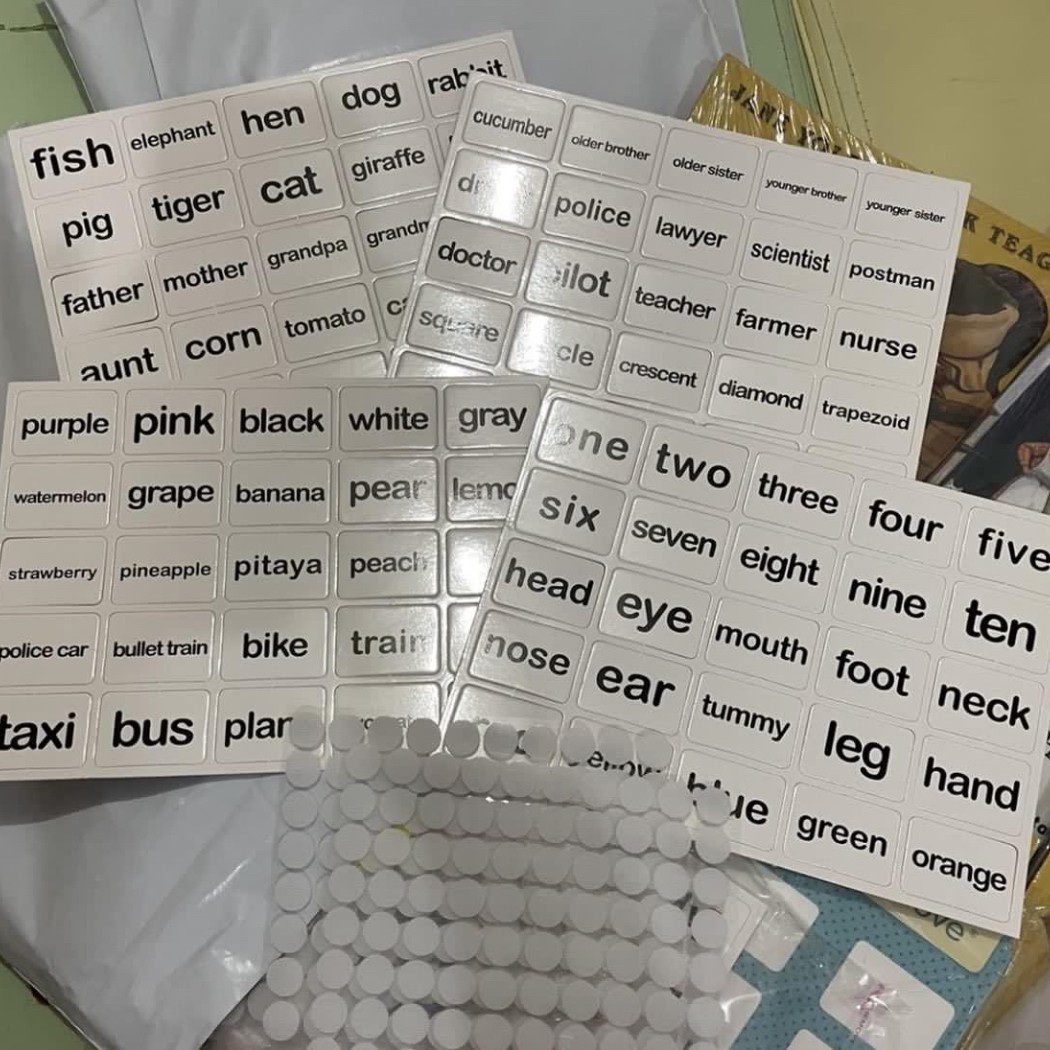 fish elephant hen dog
pig tiger cat giraffe
father mother grandpa
aunt corn tomato
cucumber older brother older sister younger brother younger sister
police lawyer scientist postman
doctor teacher farmer nurse
square crescent diamond trapezoid
purple pink black white gray
watermelon grape banana pear
strawberry pineapple pitaya peach
police car bullet train bike train
taxi bus
one two three four five
six seven eight nine ten
head eye mouth foot neck
nose ear tummy leg hand
green orange